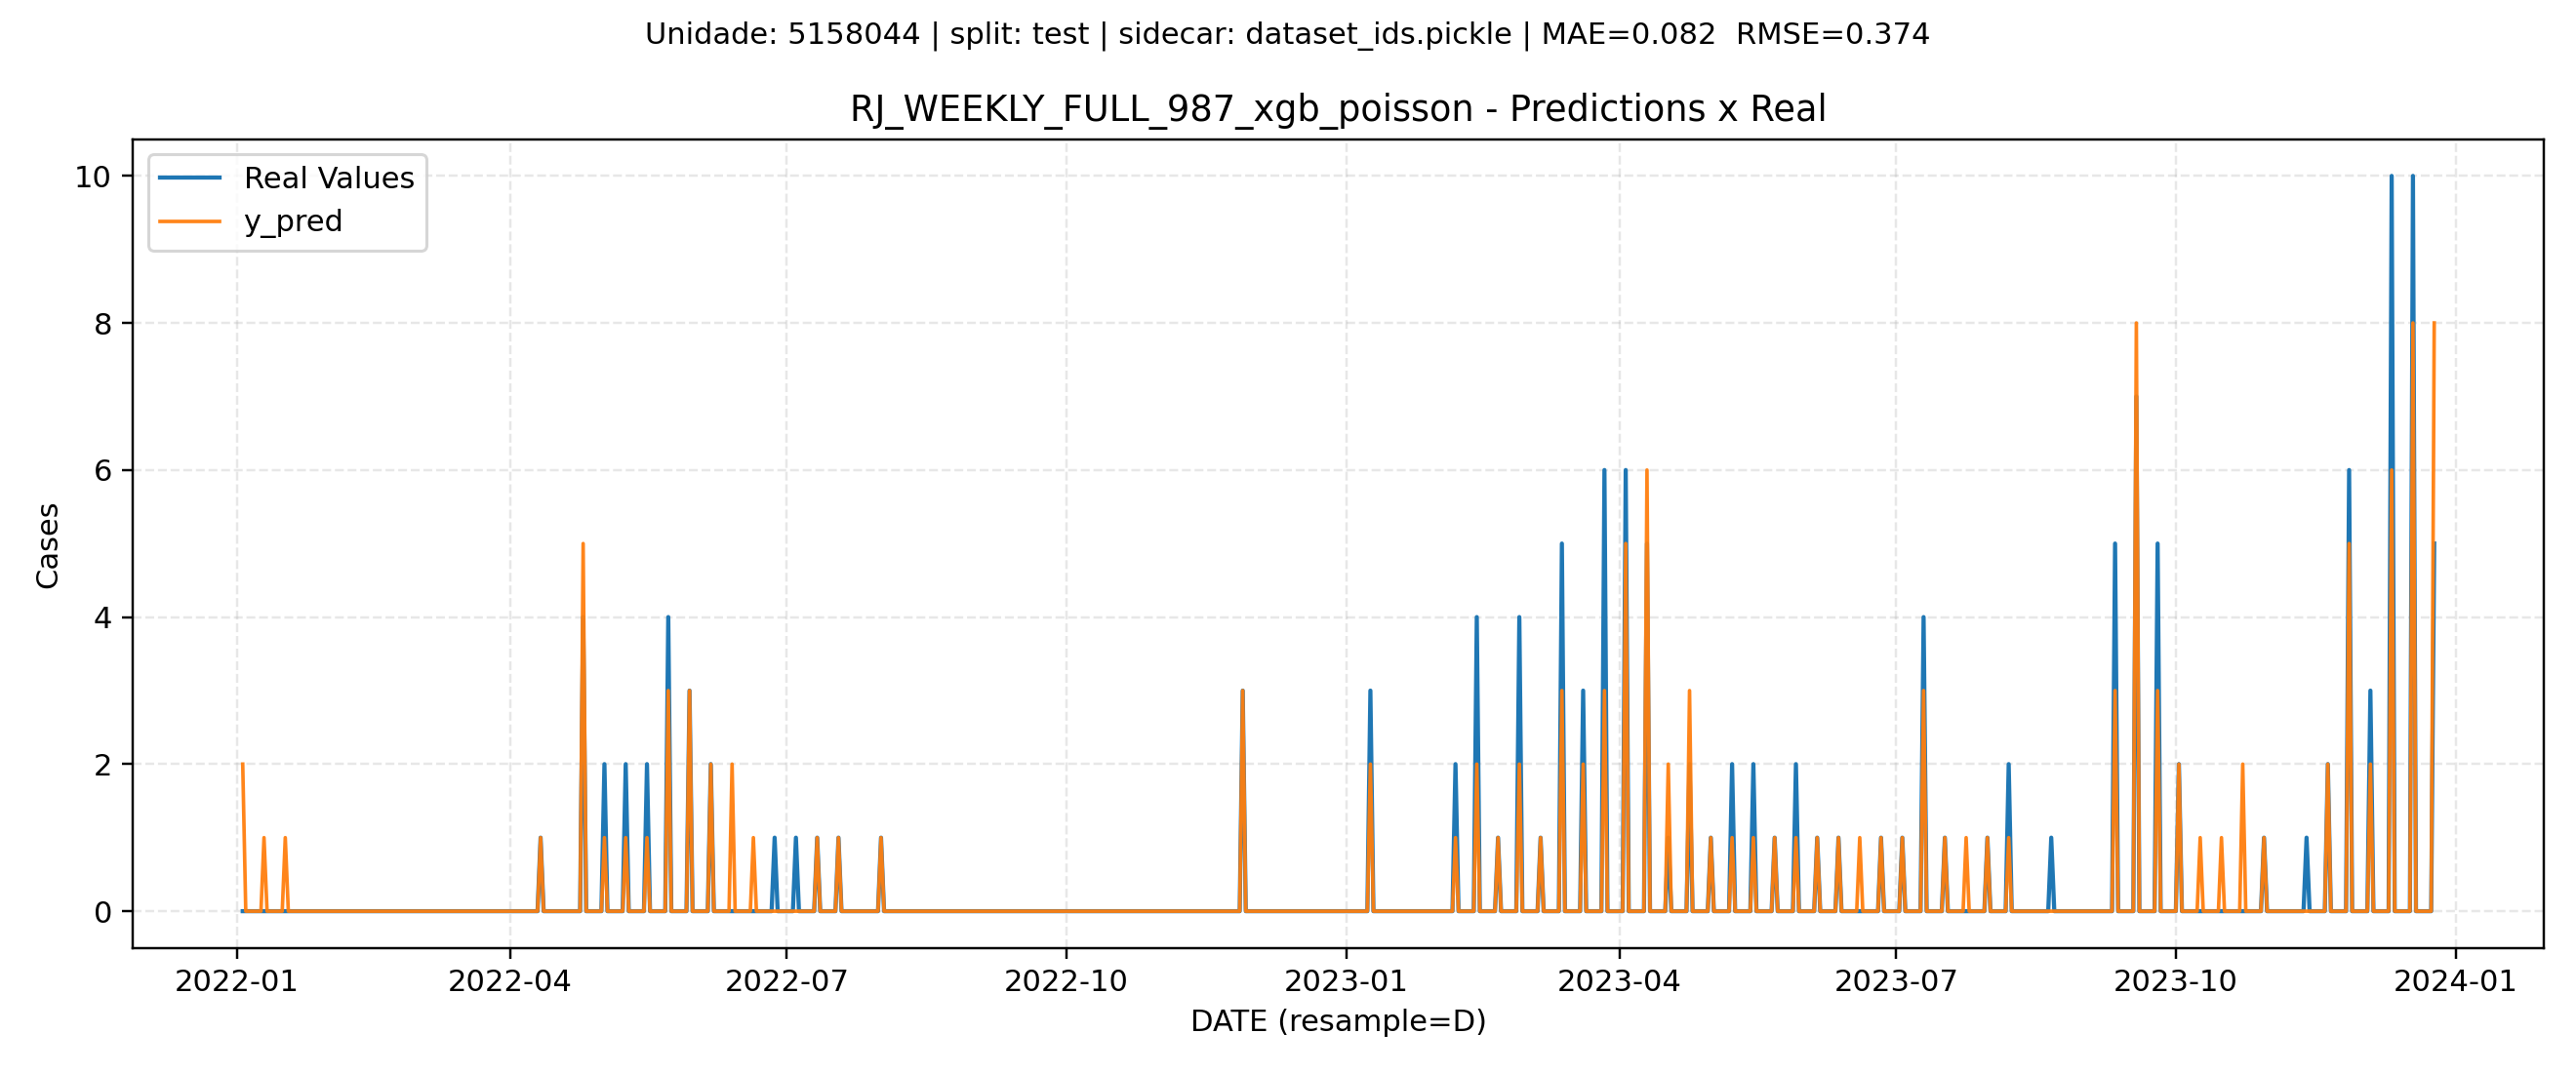 Unidade: 5158044 | split: test | sidecar: dataset_ids.pickle | MAE=0.082  RMSE=0.374
RJ_WEEKLY_FULL_987_xgb_poisson - Predictions x Real
Real Values
y_pred
Cases
10
8
6
4
2
0
2022-01
2022-04
2022-07
2022-10
2023-01
2023-04
2023-07
2023-10
2024-01
DATE (resample=D)